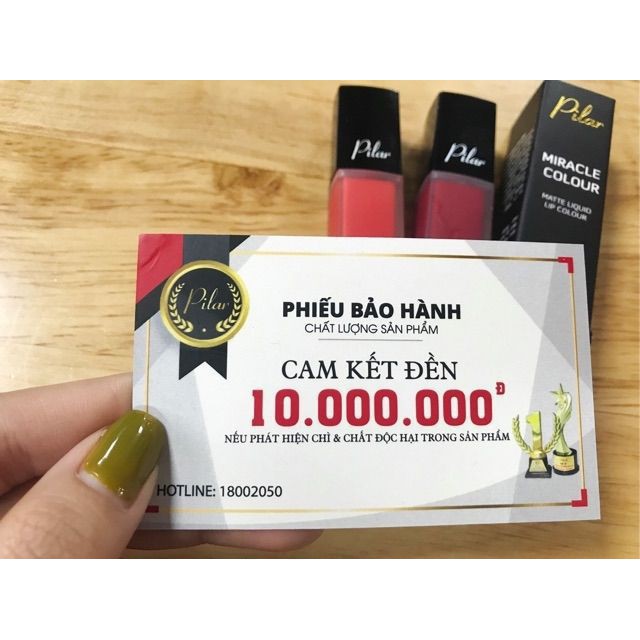 Pilar
Pilar
Pilar
MIRACLE
COLOUR
MATTE LIQUID
LIP COLOUR
Pilar
PHIẾU BẢO HÀNH
CHẤT LƯỢNG SẢN PHẨM
CAM KẾT ĐỀN
10.000.000Đ
NẾU PHÁT HIỆN CHÌ & CHẤT ĐỘC HẠI TRONG SẢN PHẨM
1
HOTLINE: 18002050